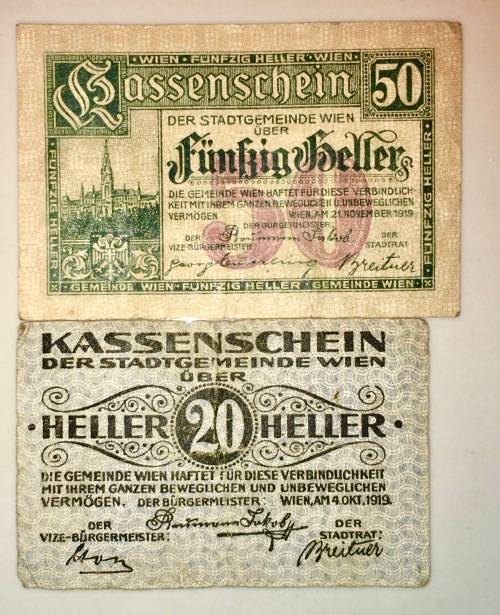 · WIEN · FÜNFZIG HELLER · WIEN ·
Kassenschein 50
DER STADTGEMEINDE WIEN
ÜBER
Fünfzig Heller
50
DIE GEMEINDE WIEN HAFTET FÜR DIESE VERBINDLICH-
KEIT MIT IHREM GANZEN BEWEGLICHEN U. UNBEWEGLICHEN
VERMÖGEN. WIEN, AM 21. NOVEMBER 1919
DER BÜRGERMEISTER:
DER VIZE-BÜRGERMEISTER: DER STADTRAT
Breitner
FÜNFZIG HELLER
FÜNFZIG HELLER
GEMEINDE WIEN · FÜNFZIG HELLER · GEMEINDE WIEN
KASSENSCHEIN
DER STADTGEMEINDE WIEN
ÜBER
· HELLER 20 HELLER ·
DIE GEMEINDE WIEN HAFTET FÜR DIESE VERBINDLICHKEIT
MIT IHREM GANZEN BEWEGLICHEN UND UNBEWEGLICHEN
VERMÖGEN. DER BÜRGERMEISTER: WIEN, AM 4. OKT. 1919.
DER VIZE-BÜRGERMEISTER: DER STADTRAT:
Breitner